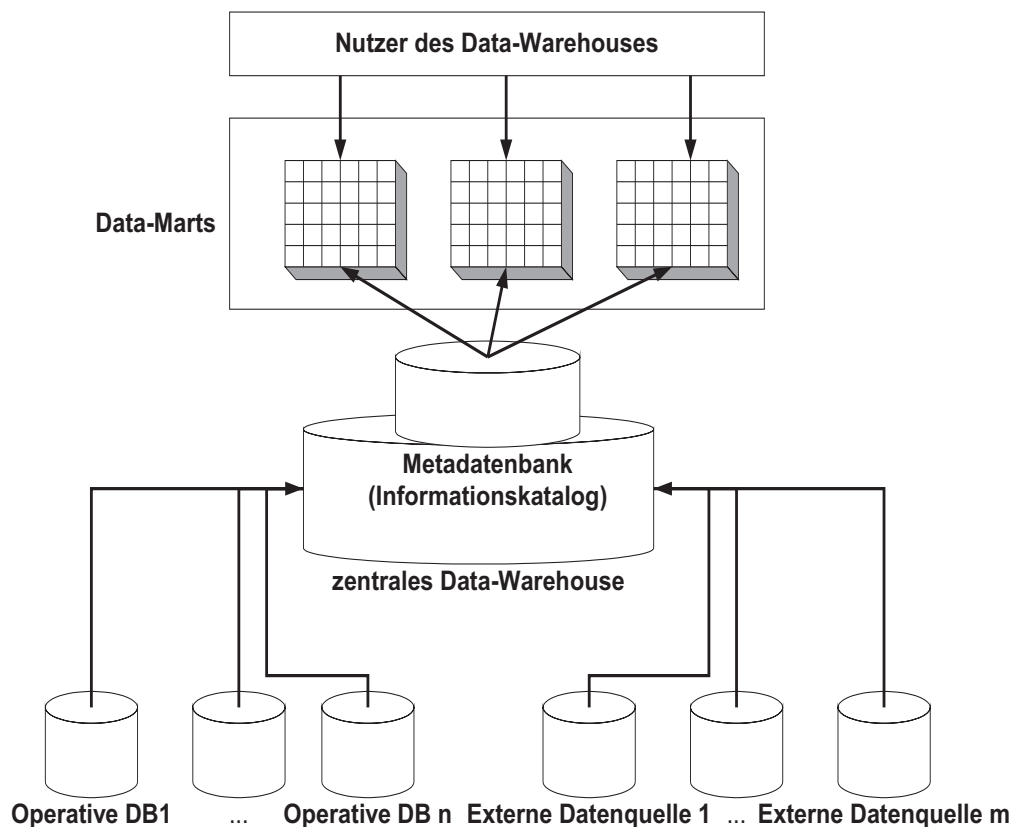 Nutzer des Data-Warehouses
Data-Marts
Metadatenbank
(Informationskatalog)
zentrales Data-Warehouse
Operative DB1 ... Operative DB n Externe Datenquelle 1 ... Externe Datenquelle m